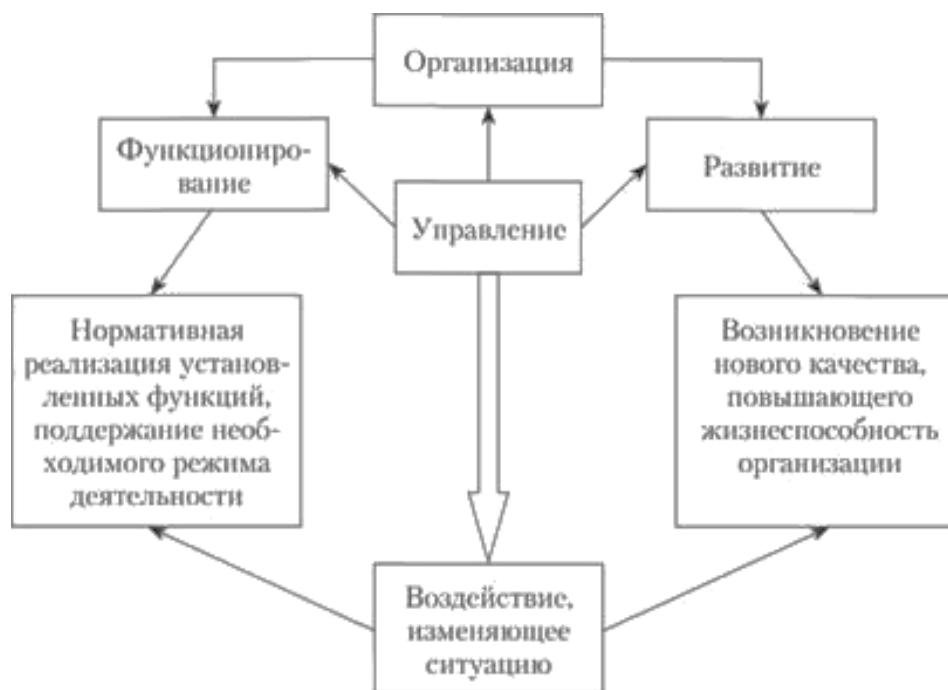 Организация
Функциониро-
вание
Управление
Развитие
Нормативная
реализация установ-
ленных функций,
поддержание необ-
ходимого режима
деятельности
Возникновение
нового качества,
повышающего
жизнеспособность
организации
Воздействие,
изменяющее
ситуацию